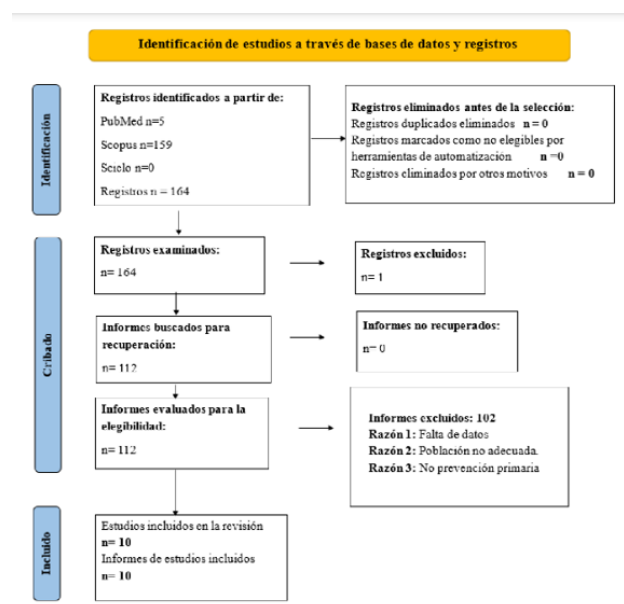 Identificación de estudios a través de bases de datos y registros
Identificación
Registros identificados a partir de:
PubMed n=5
Scopus n=159
Scielo n=0
Registros n = 164
Registros eliminados antes de la selección:
Registros duplicados eliminados n = 0
Registros marcados como no elegibles por
herramientas de automatización n =0
Registros eliminados por otros motivos n = 0
Cribado
Registros examinados:
n= 164
Registros excluidos:
n= 1
Informes buscados para
recuperación:
n= 112
Informes no recuperados:
n= 0
Informes evaluados para la
elegibilidad:
n= 112
Informes excluidos: 102
Razón 1: Falta de datos
Razón 2: Población no adecuada.
Razón 3: No prevención primaria
Incluido
Estudios incluidos en la revisión
n= 10
Informes de estudios incluidos
n= 10